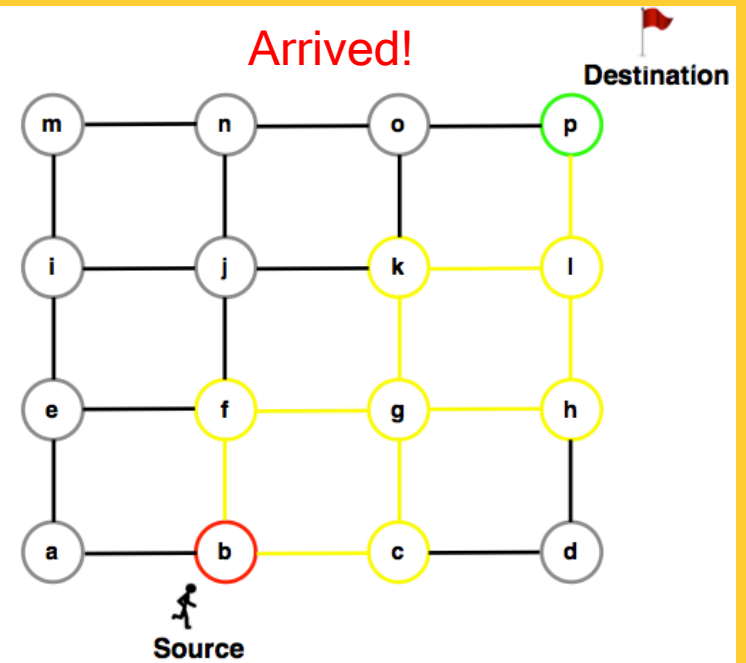 Arrived!
Destination
m n o p
i j k l
e f g h
a b c d
Source